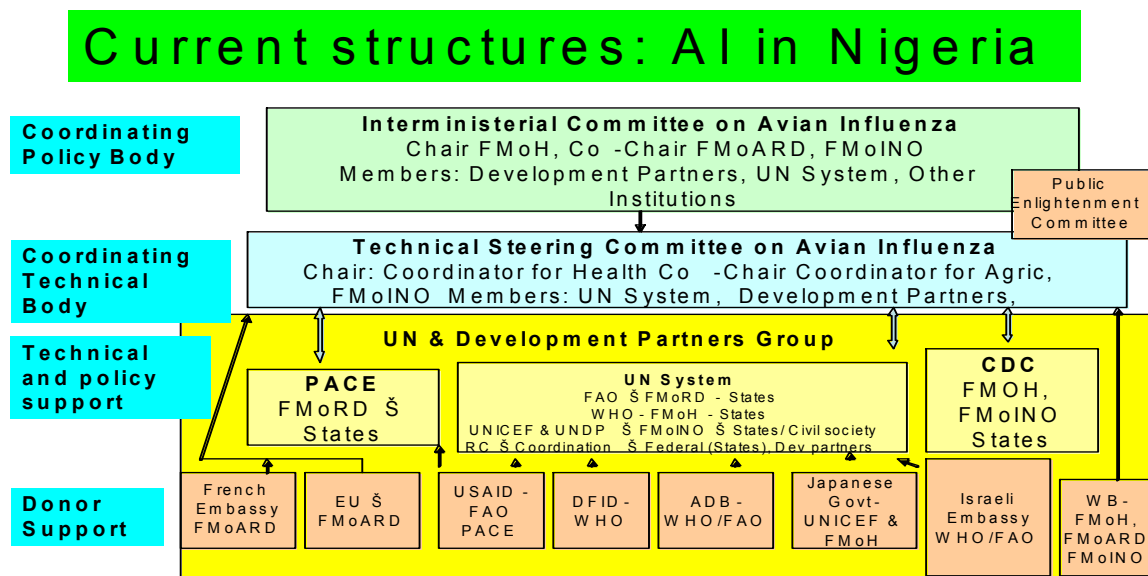 Current structures: AI in Nigeria
Coordinating
Policy Body
Interministerial Committee on Avian Influenza
Chair FMoH, Co -Chair FMoARD, FMoINO
Members: Development Partners, UN System, Other
Institutions
Public
Enlightenment
Committee
Coordinating
Technical
Body
Technical Steering Committee on Avian Influenza
Chair: Coordinator for Health Co -Chair Coordinator for Agric,
FMoINO Members: UN System, Development Partners,
Technical
and policy
support
UN & Development Partners Group
PACE
FMoRD Š
States
UN System
FAO Š FMoRD - States
WHO - FMoH - States
UNICEF & UNDP Š FMoINO Š States/Civil society
RC Š Coordination Š Federal (States), Dev partners
CDC
FMOH,
FMoINO
States
Donor
Support
French
Embassy
FMoARD
EU Š
FMoARD
USAID -
FAO
PACE
DFID-
WHO
ADB-
WHO/FAO
Japanese
Govt-
UNICEF &
FMoH
Israeli
Embassy
WHO/FAO
WB-
FMoH,
FMoARD
FMoINO